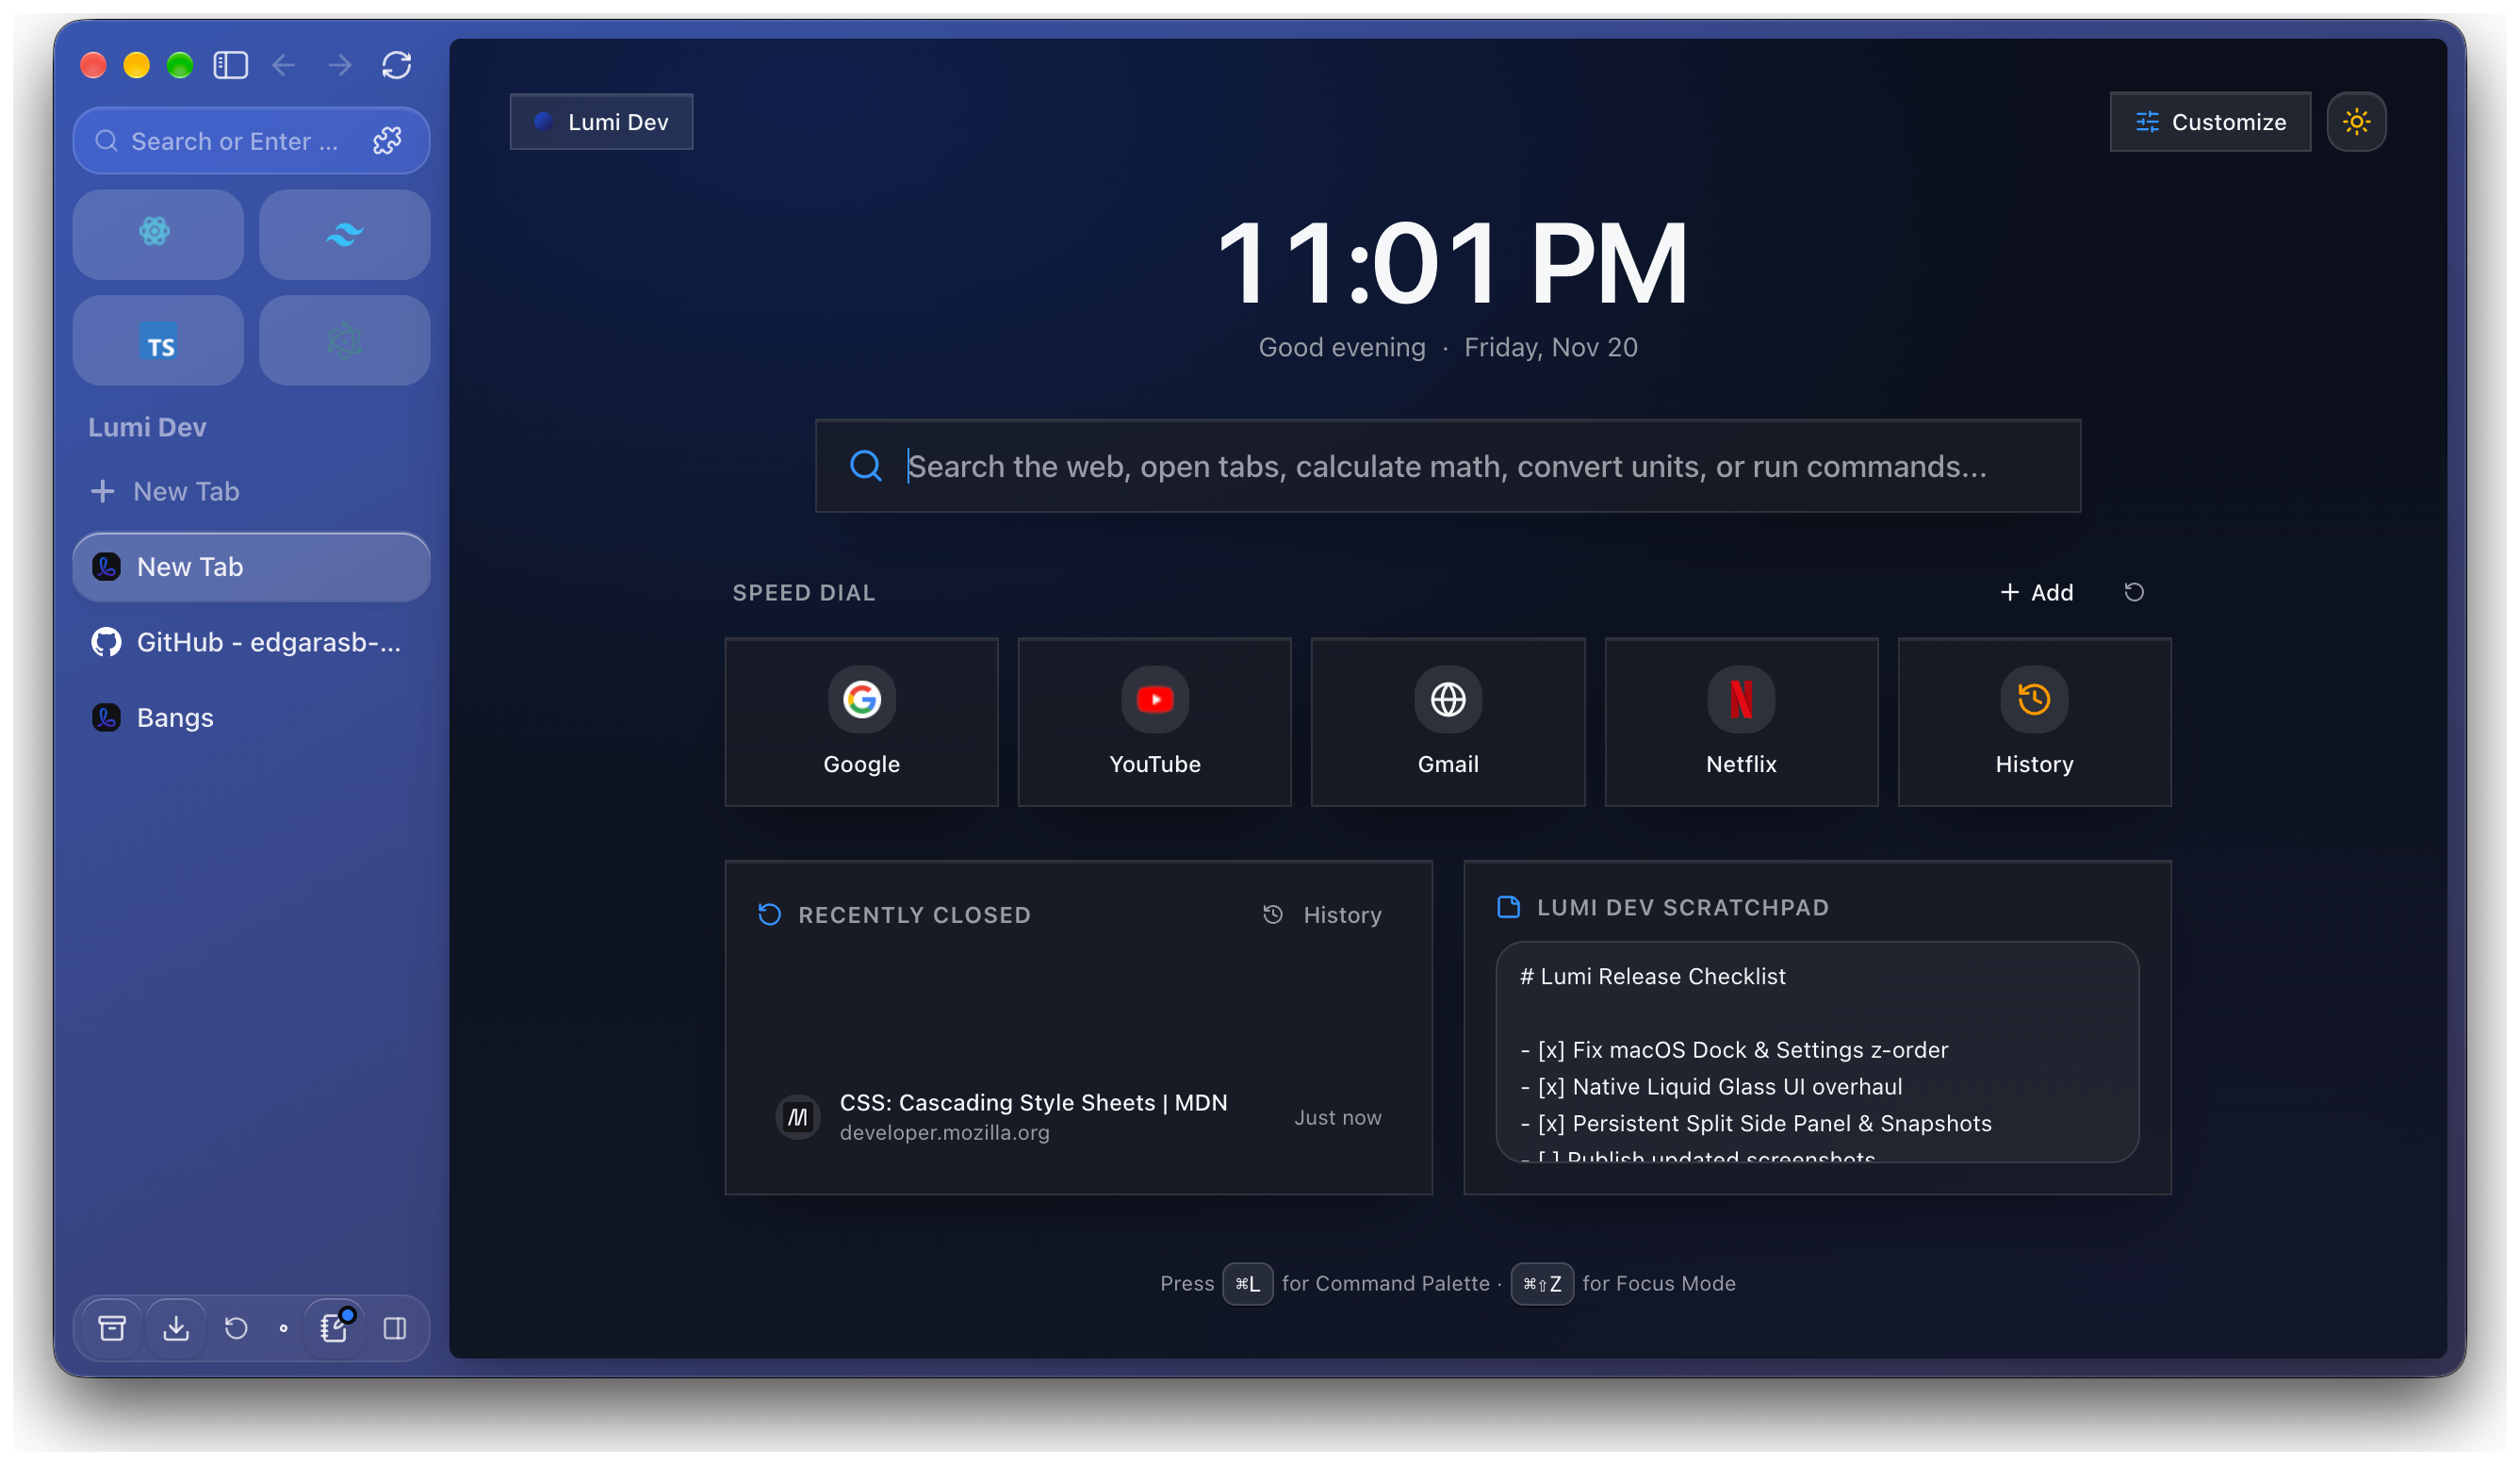 Search or Enter ...
TS
Lumi Dev
New Tab
New Tab
GitHub - edgarasb-...
Bangs
Lumi Dev
Customize
11:01 PM
Good evening · Friday, Nov 20
Search the web, open tabs, calculate math, convert units, or run commands...
SPEED DIAL
+ Add
Google
YouTube
Gmail
Netflix
History
RECENTLY CLOSED
History
CSS: Cascading Style Sheets | MDN
developer.mozilla.org
Just now
LUMI DEV SCRATCHPAD
# Lumi Release Checklist
- [x] Fix macOS Dock & Settings z-order
- [x] Native Liquid Glass UI overhaul
- [x] Persistent Split Side Panel & Snapshots
- [ ] Publish updated screenshots
Press ⌘L for Command Palette · ⌘⇧Z for Focus Mode